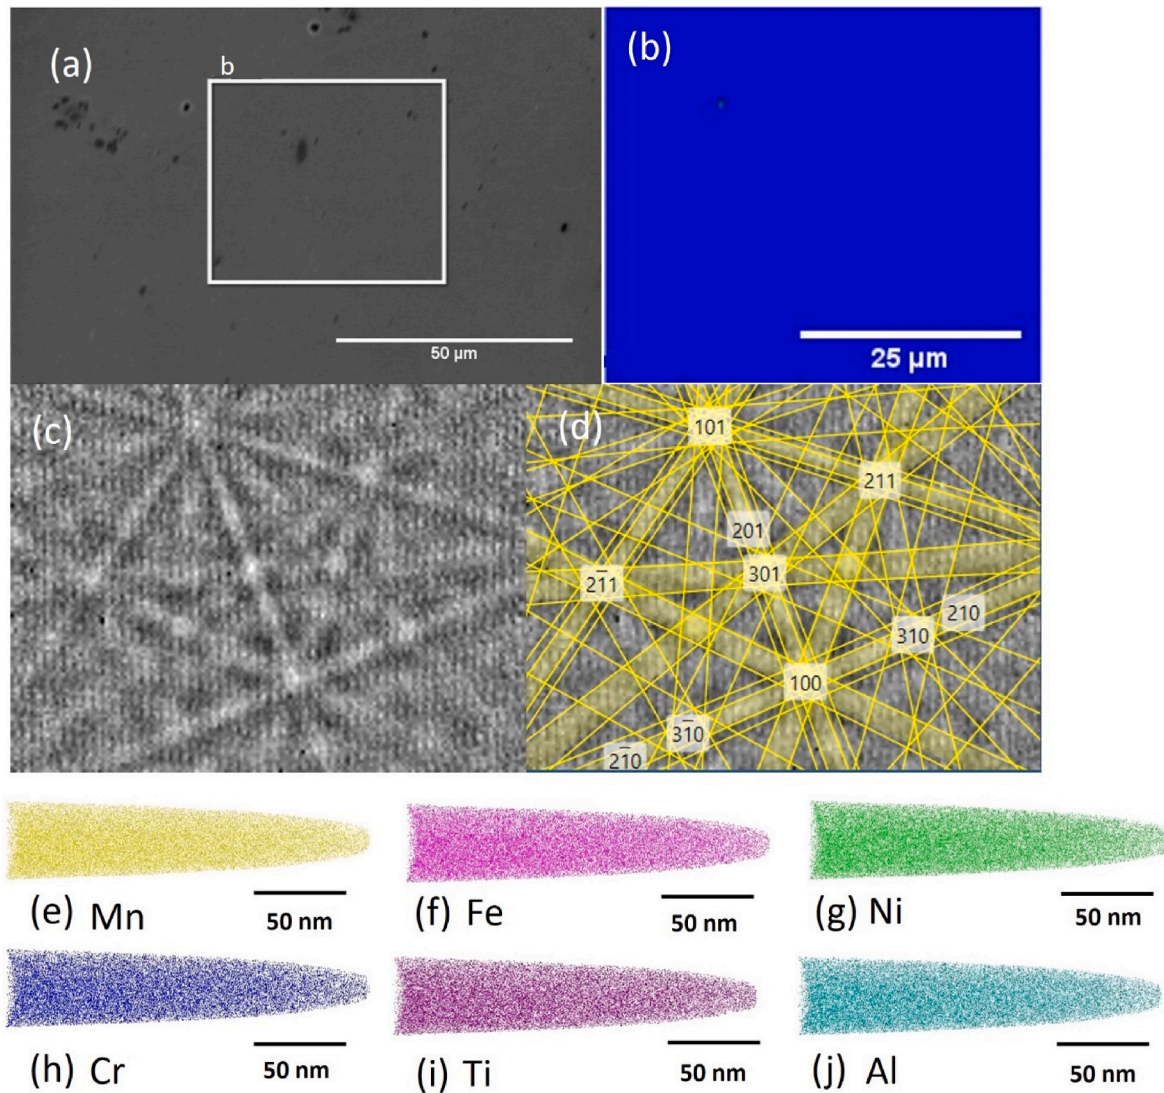 (a)
b
50 µm
(b)
25 µm
(c)
(d)
101
211
201
2̅11
301
210
310
100
3̅10
2̅10
50 nm
50 nm
50 nm
(e) Mn
(f) Fe
(g) Ni
50 nm
50 nm
50 nm
(h) Cr
(i) Ti
(j) Al